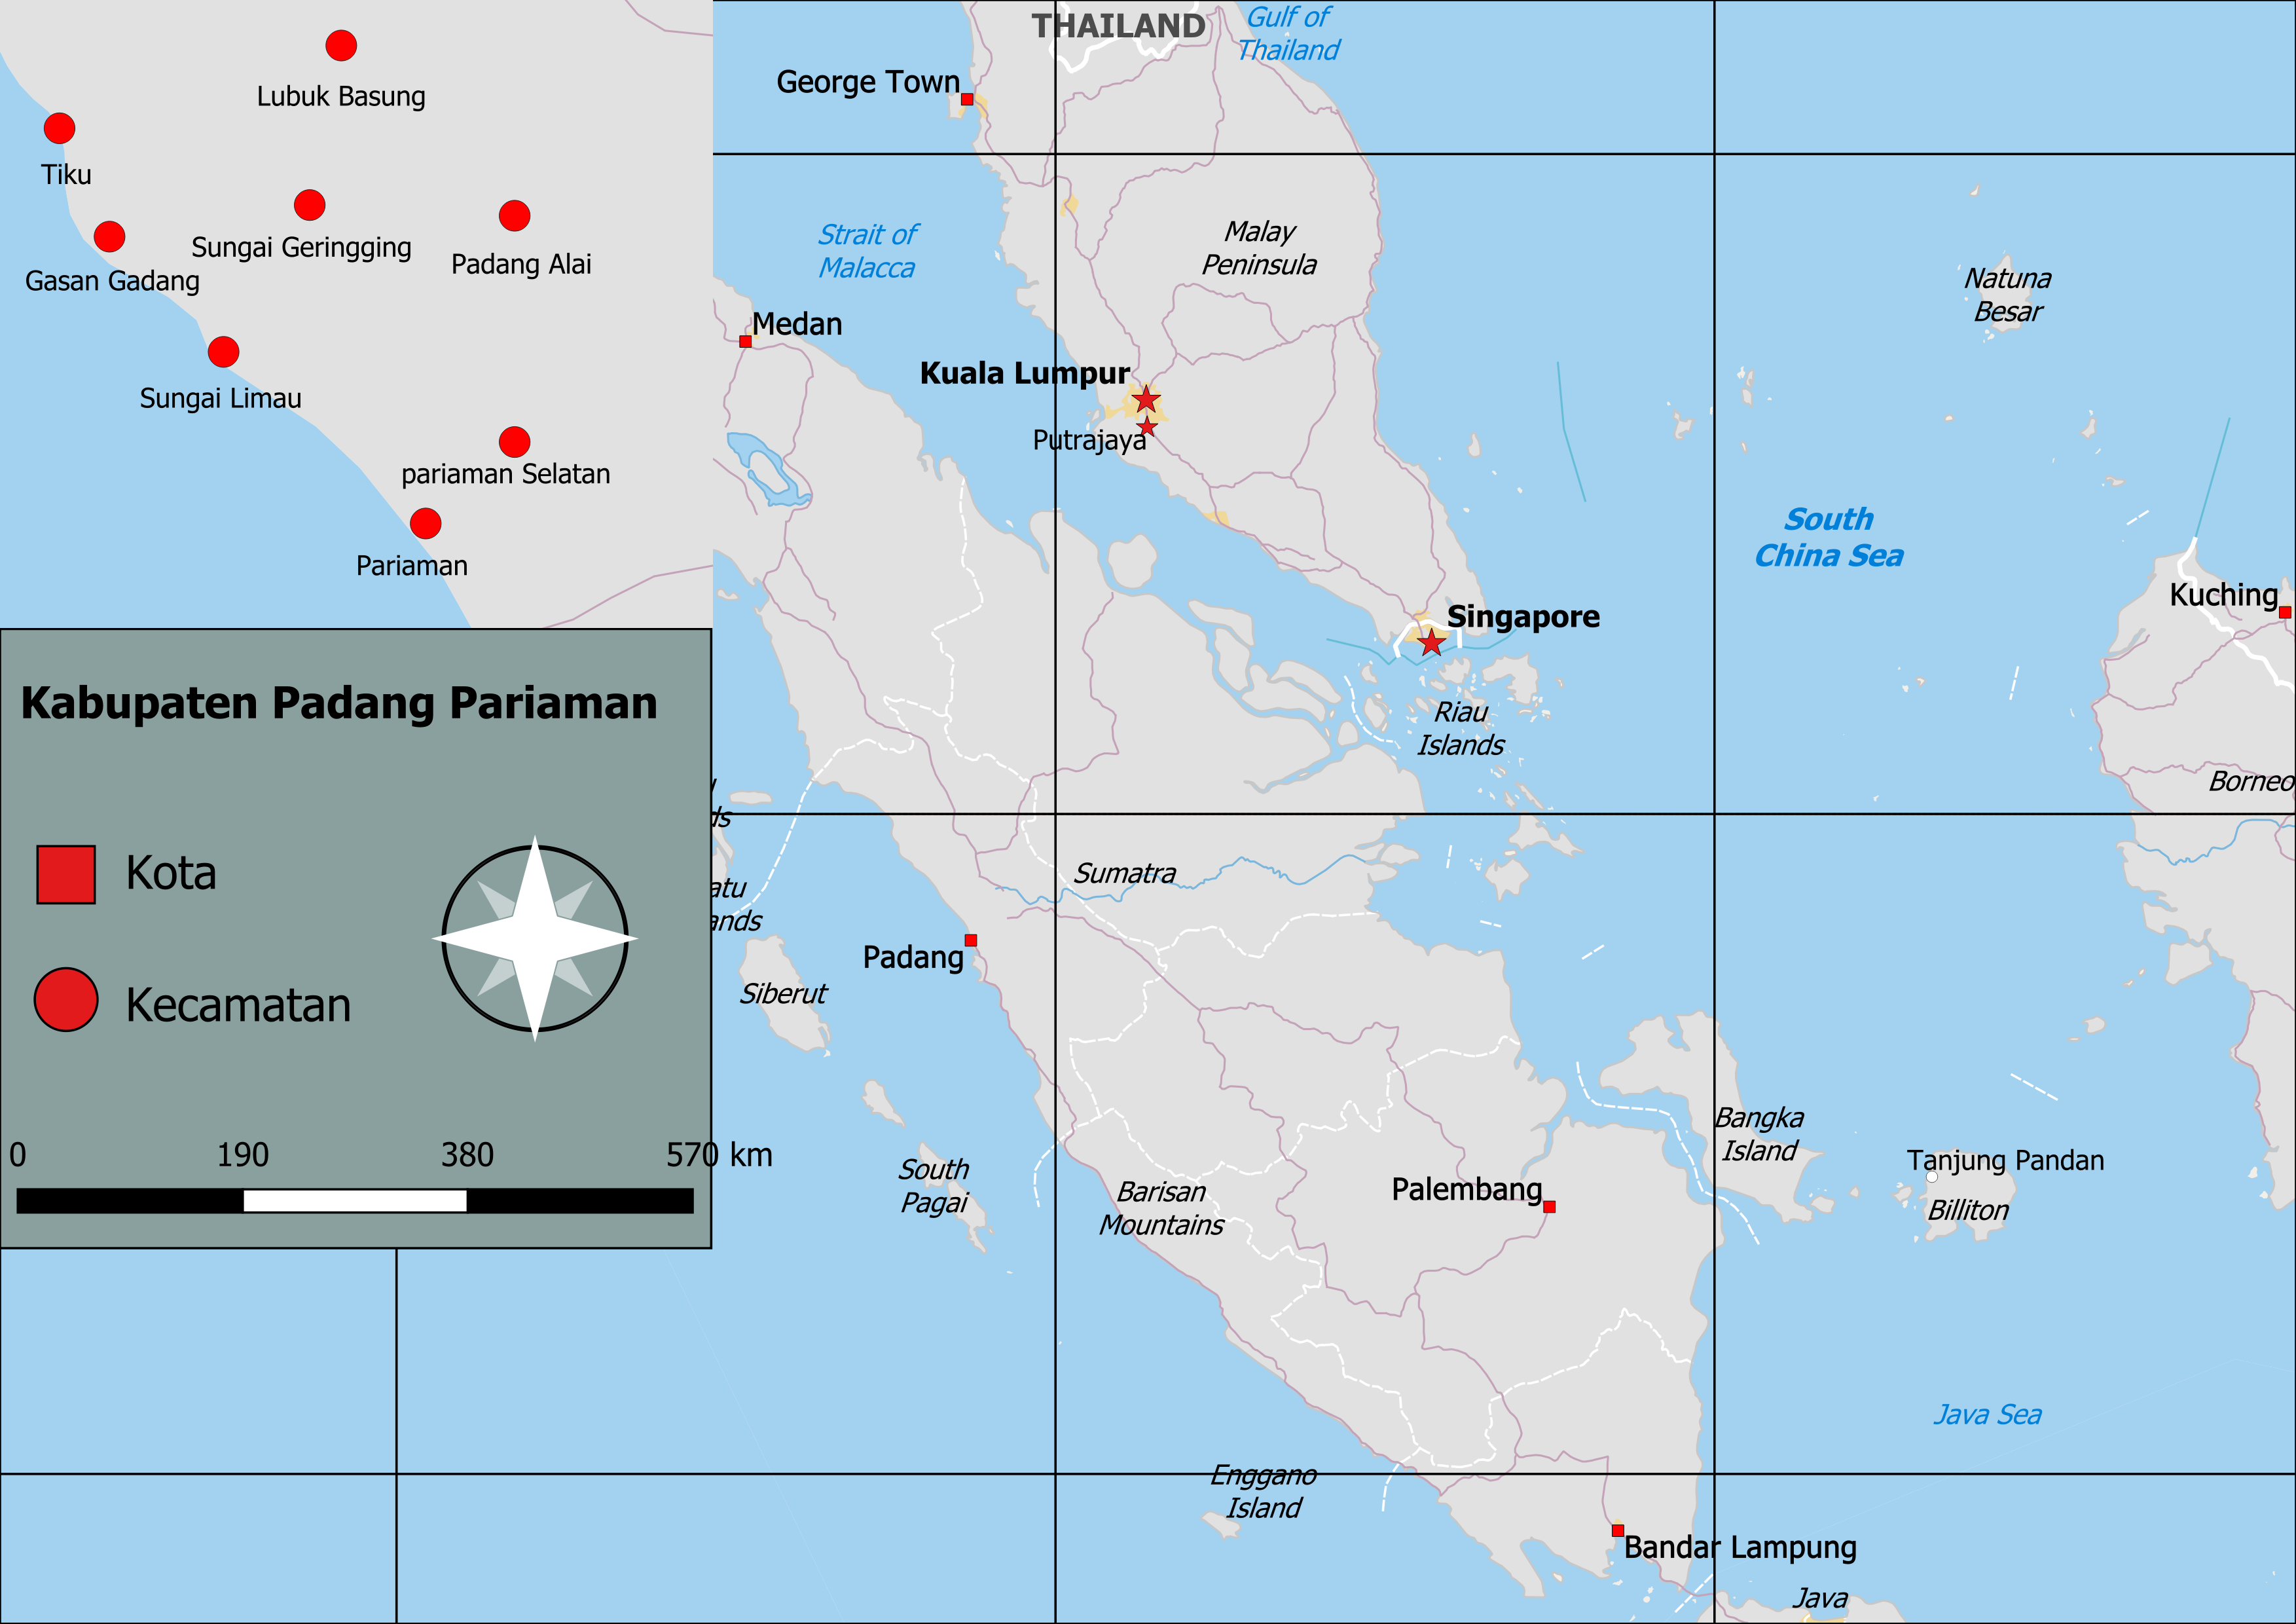 Lubuk Basung
Tiku
Sungai Geringging
Padang Alai
Gasan Gadang
Sungai Limau
pariaman Selatan
Pariaman
Kabupaten Padang Pariaman
Kota
Kecamatan
0 190 380 570 km
THAILAND
Gulf of
Thailand
George Town
Strait of
Malacca
Malay
Peninsula
Natuna
Besar
Medan
Kuala Lumpur
Putrajaya
South
China Sea
Kuching
Singapore
Riau
Islands
Borneo
Sumatra
Padang
Siberut
Bangka
Island
South
Pagai
Barisan
Mountains
Palembang
Tanjung Pandan
Billiton
Java Sea
Enggano
Island
Bandar Lampung
Java